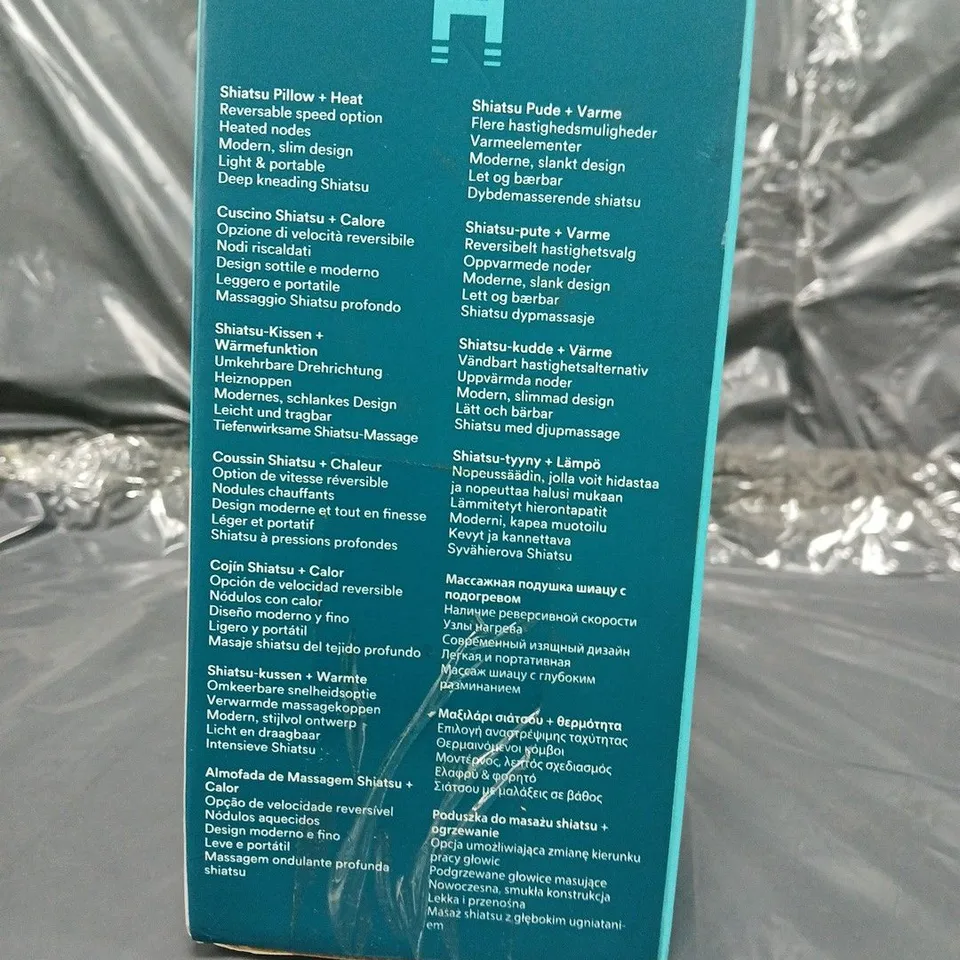 Shiatsu Pillow + Heat
Reversable speed option
Heated nodes
Modern, slim design
Light & portable
Deep kneading Shiatsu
Cuscino Shiatsu + Calore
Opzione di velocità reversibile
Nodi riscaldati
Design sottile e moderno
Leggero e portatile
Massaggio Shiatsu profondo
Shiatsu-Kissen +
Wärmefunktion
Umkehrbare Drehrichtung
Heiznoppen
Modernes, schlankes Design
Leicht und tragbar
Tiefenwirksame Shiatsu-Massage
Coussin Shiatsu + Chaleur
Option de vitesse réversible
Nodules chauffants
Design moderne et tout en finesse
Léger et portatif
Shiatsu à pressions profondes
Cojín Shiatsu + Calor
Opción de velocidad reversible
Nódulos con calor
Diseño moderno y fino
Ligero y portátil
Masaje shiatsu del tejido profundo
Shiatsu-kussen + Warmte
Omkeerbare snelheidsoptie
Verwarmde massagekoppen
Modern, stijlvol ontwerp
Licht en draagbaar
Intensieve Shiatsu
Almofada de Massagem Shiatsu +
Calor
Opção de velocidade reversível
Nódulos aquecidos
Design moderno e fino
Leve e portátil
Massagem ondulante profunda
shiatsu
Shiatsu Pude + Varme
Flere hastighedsmuligheder
Varmeelementer
Moderne, slankt design
Let og bærbar
Dybdemasserende shiatsu
Shiatsu-pute + Varme
Reversibelt hastighetsvalg
Oppvarmede noder
Moderne, slank design
Lett og bærbar
Shiatsu dypmassasje
Shiatsu-kudde + Värme
Vändbart hastighetsalternativ
Uppvärmda noder
Modern, slimmad design
Lätt och bärbar
Shiatsu med djupmassage
Shiatsu-tyyny + Lämpö
Nopeussäädin, jolla voit hidastaa
ja nopeuttaa halusi mukaan
Lämmitetyt hierontapatit
Moderni, kapea muotoilu
Kevyt ja kannettava
Syvähierova Shiatsu
Массажная подушка шиацу с
подогревом
Наличие реверсивной скорости
Узлы нагрева
Современный изящный дизайн
Легкая и портативная
Массаж шиацу с глубоким
разминанием
Μαξιλάρι σιάτσου + θερμότητα
Επιλογή αναστρέψιμης ταχύτητας
Θερμαινόμενοι κόμβοι
Μοντέρνος, λεπτός σχεδιασμός
Ελαφρύ & φορητό
Σιάτσου με μαλάξεις σε βάθος
Poduszka do masażu shiatsu +
ogrzewanie
Opcja umożliwiająca zmianę kierunku
pracy głowic
Podgrzewane głowice masujące
Nowoczesna, smukła konstrukcja
Lekka i przenośna
Masaż shiatsu z głębokim ugniatani-
em